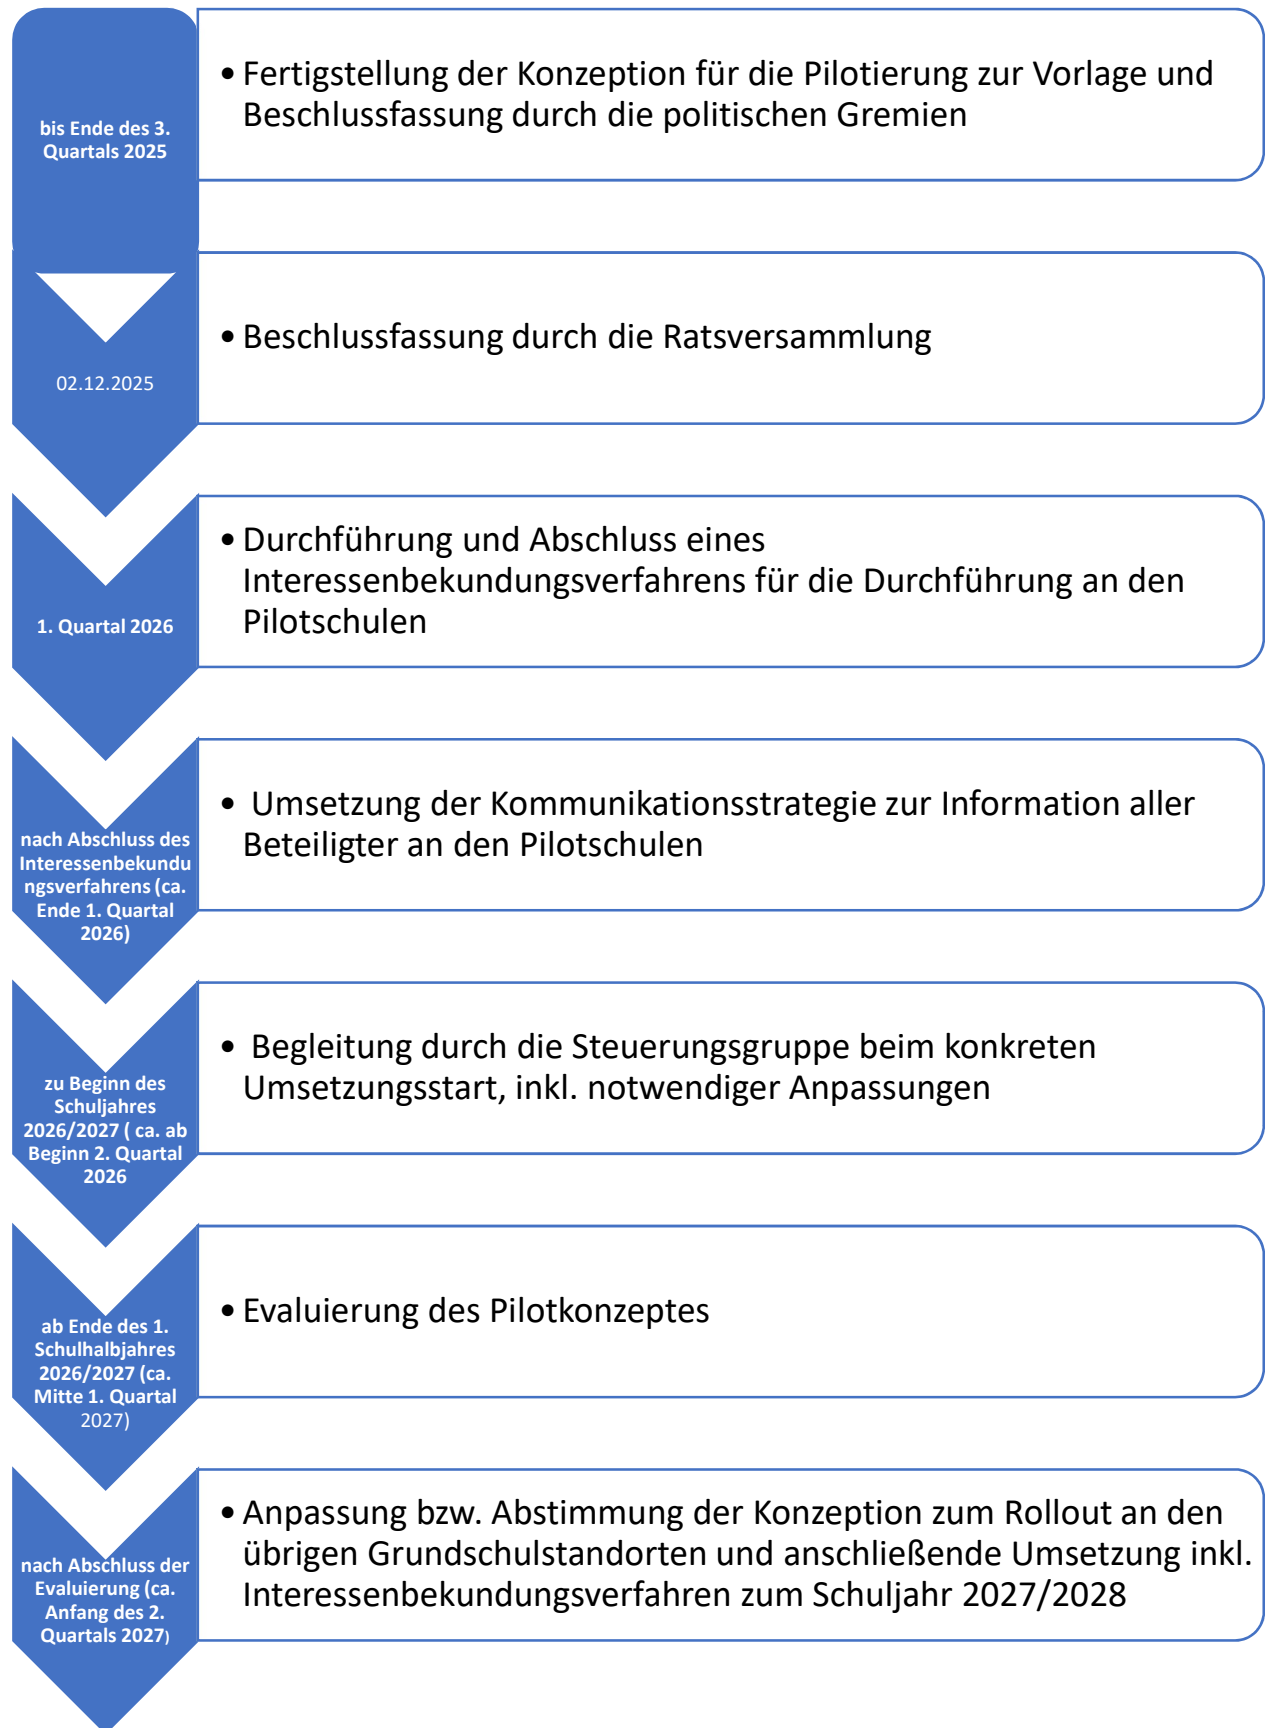 bis Ende des 3.
Quartals 2025
• Fertigstellung der Konzeption für die Pilotierung zur Vorlage und
Beschlussfassung durch die politischen Gremien
02.12.2025
• Beschlussfassung durch die Ratsversammlung
1. Quartal 2026
• Durchführung und Abschluss eines
Interessenbekundungsverfahrens für die Durchführung an den
Pilotschulen
nach Abschluss des
Interessenbekundu
ngsverfahrens (ca.
Ende 1. Quartal
2026)
• Umsetzung der Kommunikationsstrategie zur Information aller
Beteiligter an den Pilotschulen
zu Beginn des
Schuljahres
2026/2027 ( ca. ab
Beginn 2. Quartal
2026
• Begleitung durch die Steuerungsgruppe beim konkreten
Umsetzungsstart, inkl. notwendiger Anpassungen
ab Ende des 1.
Schulhalbjahres
2026/2027 (ca.
Mitte 1. Quartal
2027)
• Evaluierung des Pilotkonzeptes
nach Abschluss der
Evaluierung (ca.
Anfang des 2.
Quartals 2027)
• Anpassung bzw. Abstimmung der Konzeption zum Rollout an den
übrigen Grundschulstandorten und anschließende Umsetzung inkl.
Interessenbekundungsverfahren zum Schuljahr 2027/2028